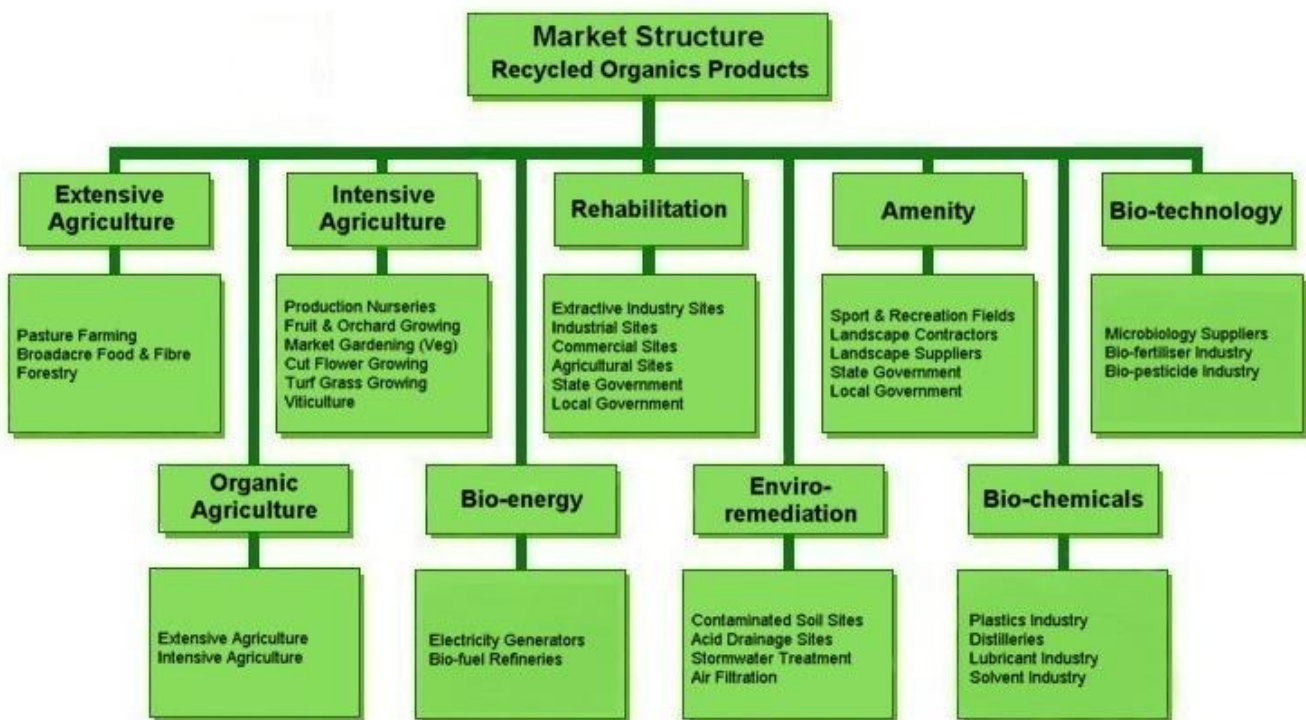 Market Structure
Recycled Organics Products
Extensive
Agriculture
Intensive
Agriculture
Rehabilitation
Amenity
Bio-technology
Pasture Farming
Broadacre Food & Fibre
Forestry
Production Nurseries
Fruit & Orchard Growing
Market Gardening (Veg)
Cut Flower Growing
Turf Grass Growing
Viticulture
Extractive Industry Sites
Industrial Sites
Commercial Sites
Agricultural Sites
State Government
Local Government
Sport & Recreation Fields
Landscape Contractors
Landscape Suppliers
State Government
Local Government
Microbiology Suppliers
Bio-fertiliser Industry
Bio-pesticide Industry
Organic
Agriculture
Bio-energy
Enviro-
remediation
Bio-chemicals
Extensive Agriculture
Intensive Agriculture
Electricity Generators
Bio-fuel Refineries
Contaminated Soil Sites
Acid Drainage Sites
Stormwater Treatment
Air Filtration
Plastics Industry
Distilleries
Lubricant Industry
Solvent Industry